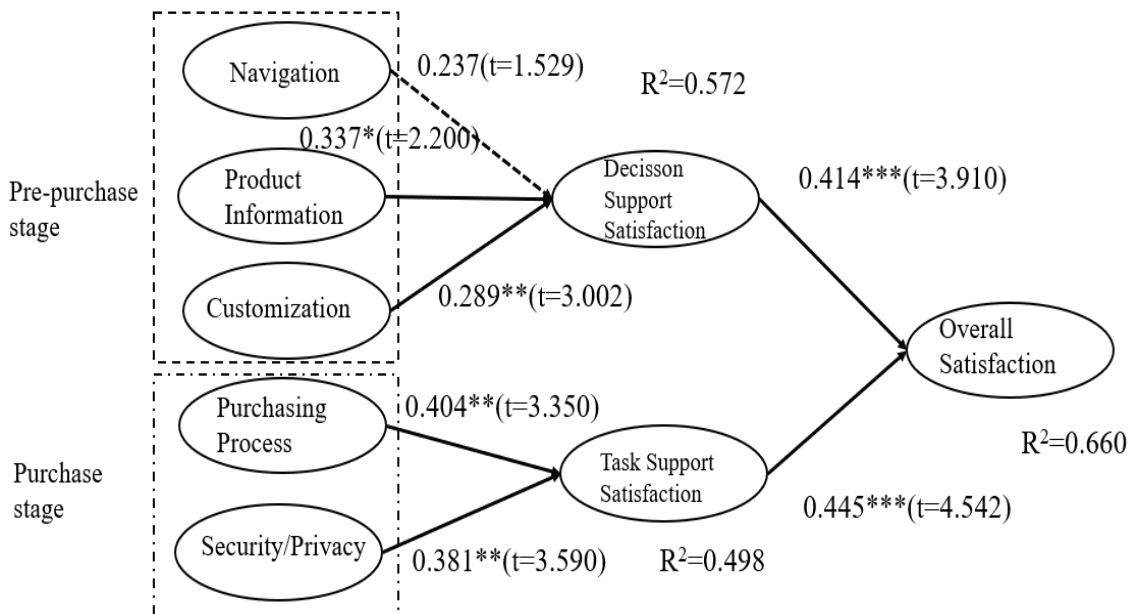 Navigation
0.237(t=1.529)
R²=0.572
0.337*(t=2.200)
Pre-purchase
stage
Product
Information
Decisson
Support
Satisfaction
0.414***(t=3.910)
Customization
0.289**(t=3.002)
Overall
Satisfaction
Purchasing
Process
0.404**(t=3.350)
R²=0.660
Purchase
stage
Task Support
Satisfaction
0.445***(t=4.542)
Security/Privacy
0.381**(t=3.590)
R²=0.498